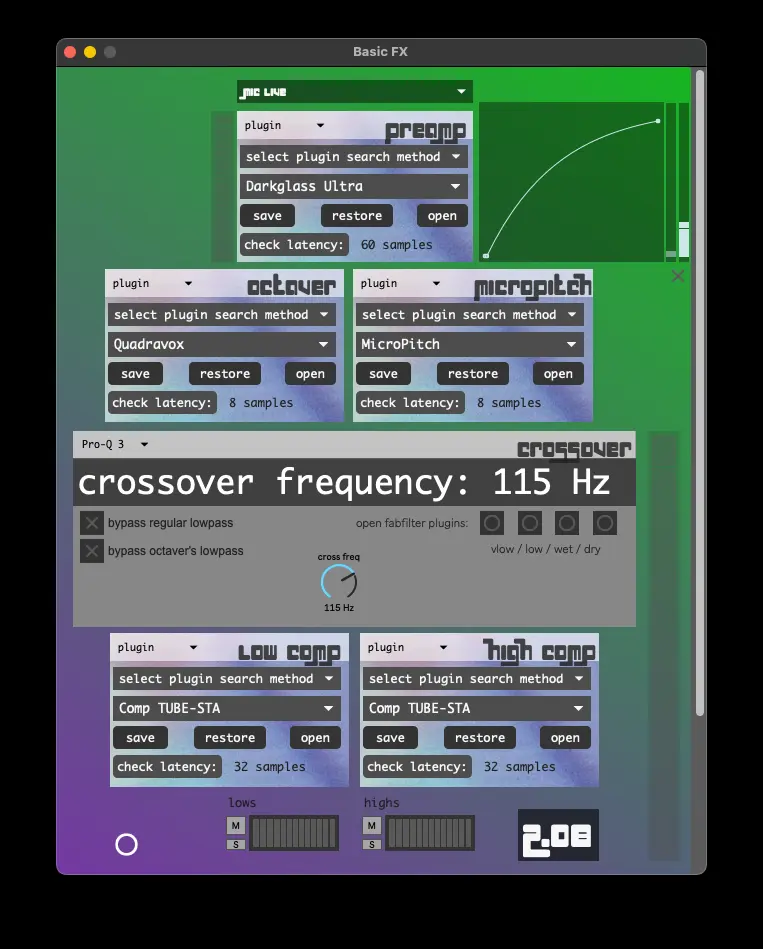 Basic FX
mic live
plugin preamp
select plugin search method
Darkglass Ultra
save restore open
check latency: 60 samples
plugin octaver
select plugin search method
Quadravox
save restore open
check latency: 8 samples
plugin micropitch
select plugin search method
MicroPitch
save restore open
check latency: 8 samples
Pro-Q 3 crossover
crossover frequency: 115 Hz
bypass regular lowpass
open fabfilter plugins:
bypass octaver's lowpass
vlow / low / wet / dry
cross freq
115 Hz
plugin low comp
select plugin search method
Comp TUBE-STA
save restore open
check latency: 32 samples
plugin high comp
select plugin search method
Comp TUBE-STA
save restore open
check latency: 32 samples
lows
M
S
highs
M
S
2.08